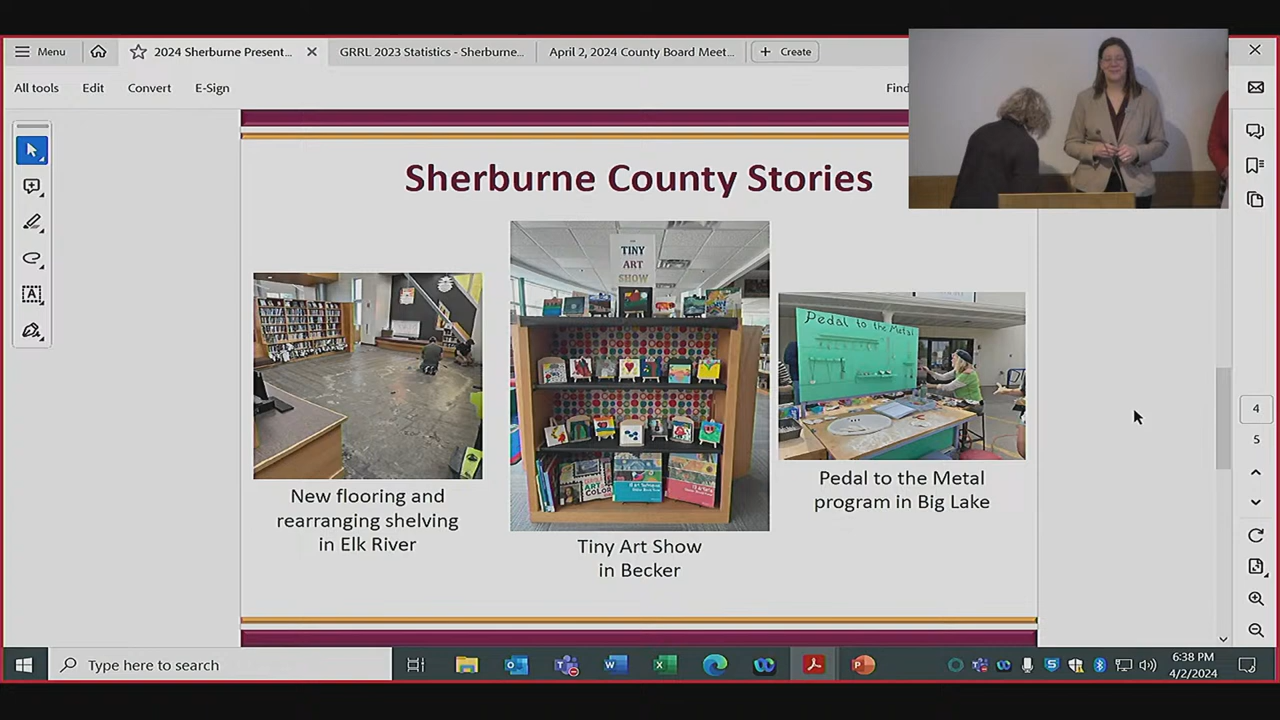 Menu
2024 Sherburne Present...
GRRL 2023 Statistics - Sherburne...
April 2, 2024 County Board Meet...
Create
All tools
Edit
Convert
E-Sign
Find
Sherburne County Stories
TINY
ART
SHOW
Pedal to the Metal
New flooring and
rearranging shelving
in Elk River
Tiny Art Show
in Becker
Pedal to the Metal
program in Big Lake
4
5
Type here to search
6:38 PM
4/2/2024